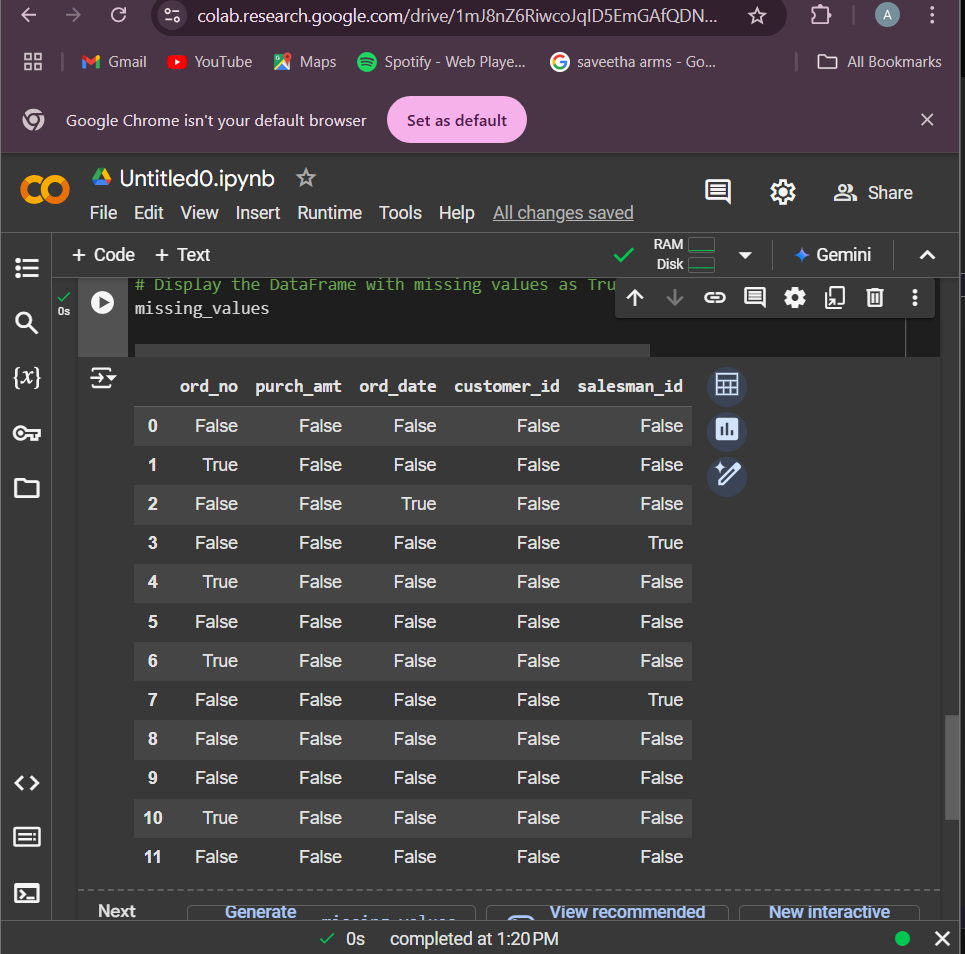 colab.research.google.com/drive/1mJ8nZ6RiwcoJqID5EmGAfQDN...
A
Gmail YouTube Maps Spotify - Web Playe... saveetha arms - Go... All Bookmarks
Google Chrome isn't your default browser Set as default
CO Untitled0.ipynb
Share
File Edit View Insert Runtime Tools Help All changes saved
+ Code + Text RAM Disk Gemini
# Display the DataFrame with missing values as Tru
0s missing_values
{x}
ord_no purch_amt ord_date customer_id salesman_id
0 False False False False False
1 True False False False False
2 False False True False False
3 False False False False True
4 True False False False False
5 False False False False False
6 True False False False False
7 False False False False True
8 False False False False False
9 False False False False False
10 True False False False False
11 False False False False False
Next Generate missing_values View recommended New interactive
0s completed at 1:20 PM